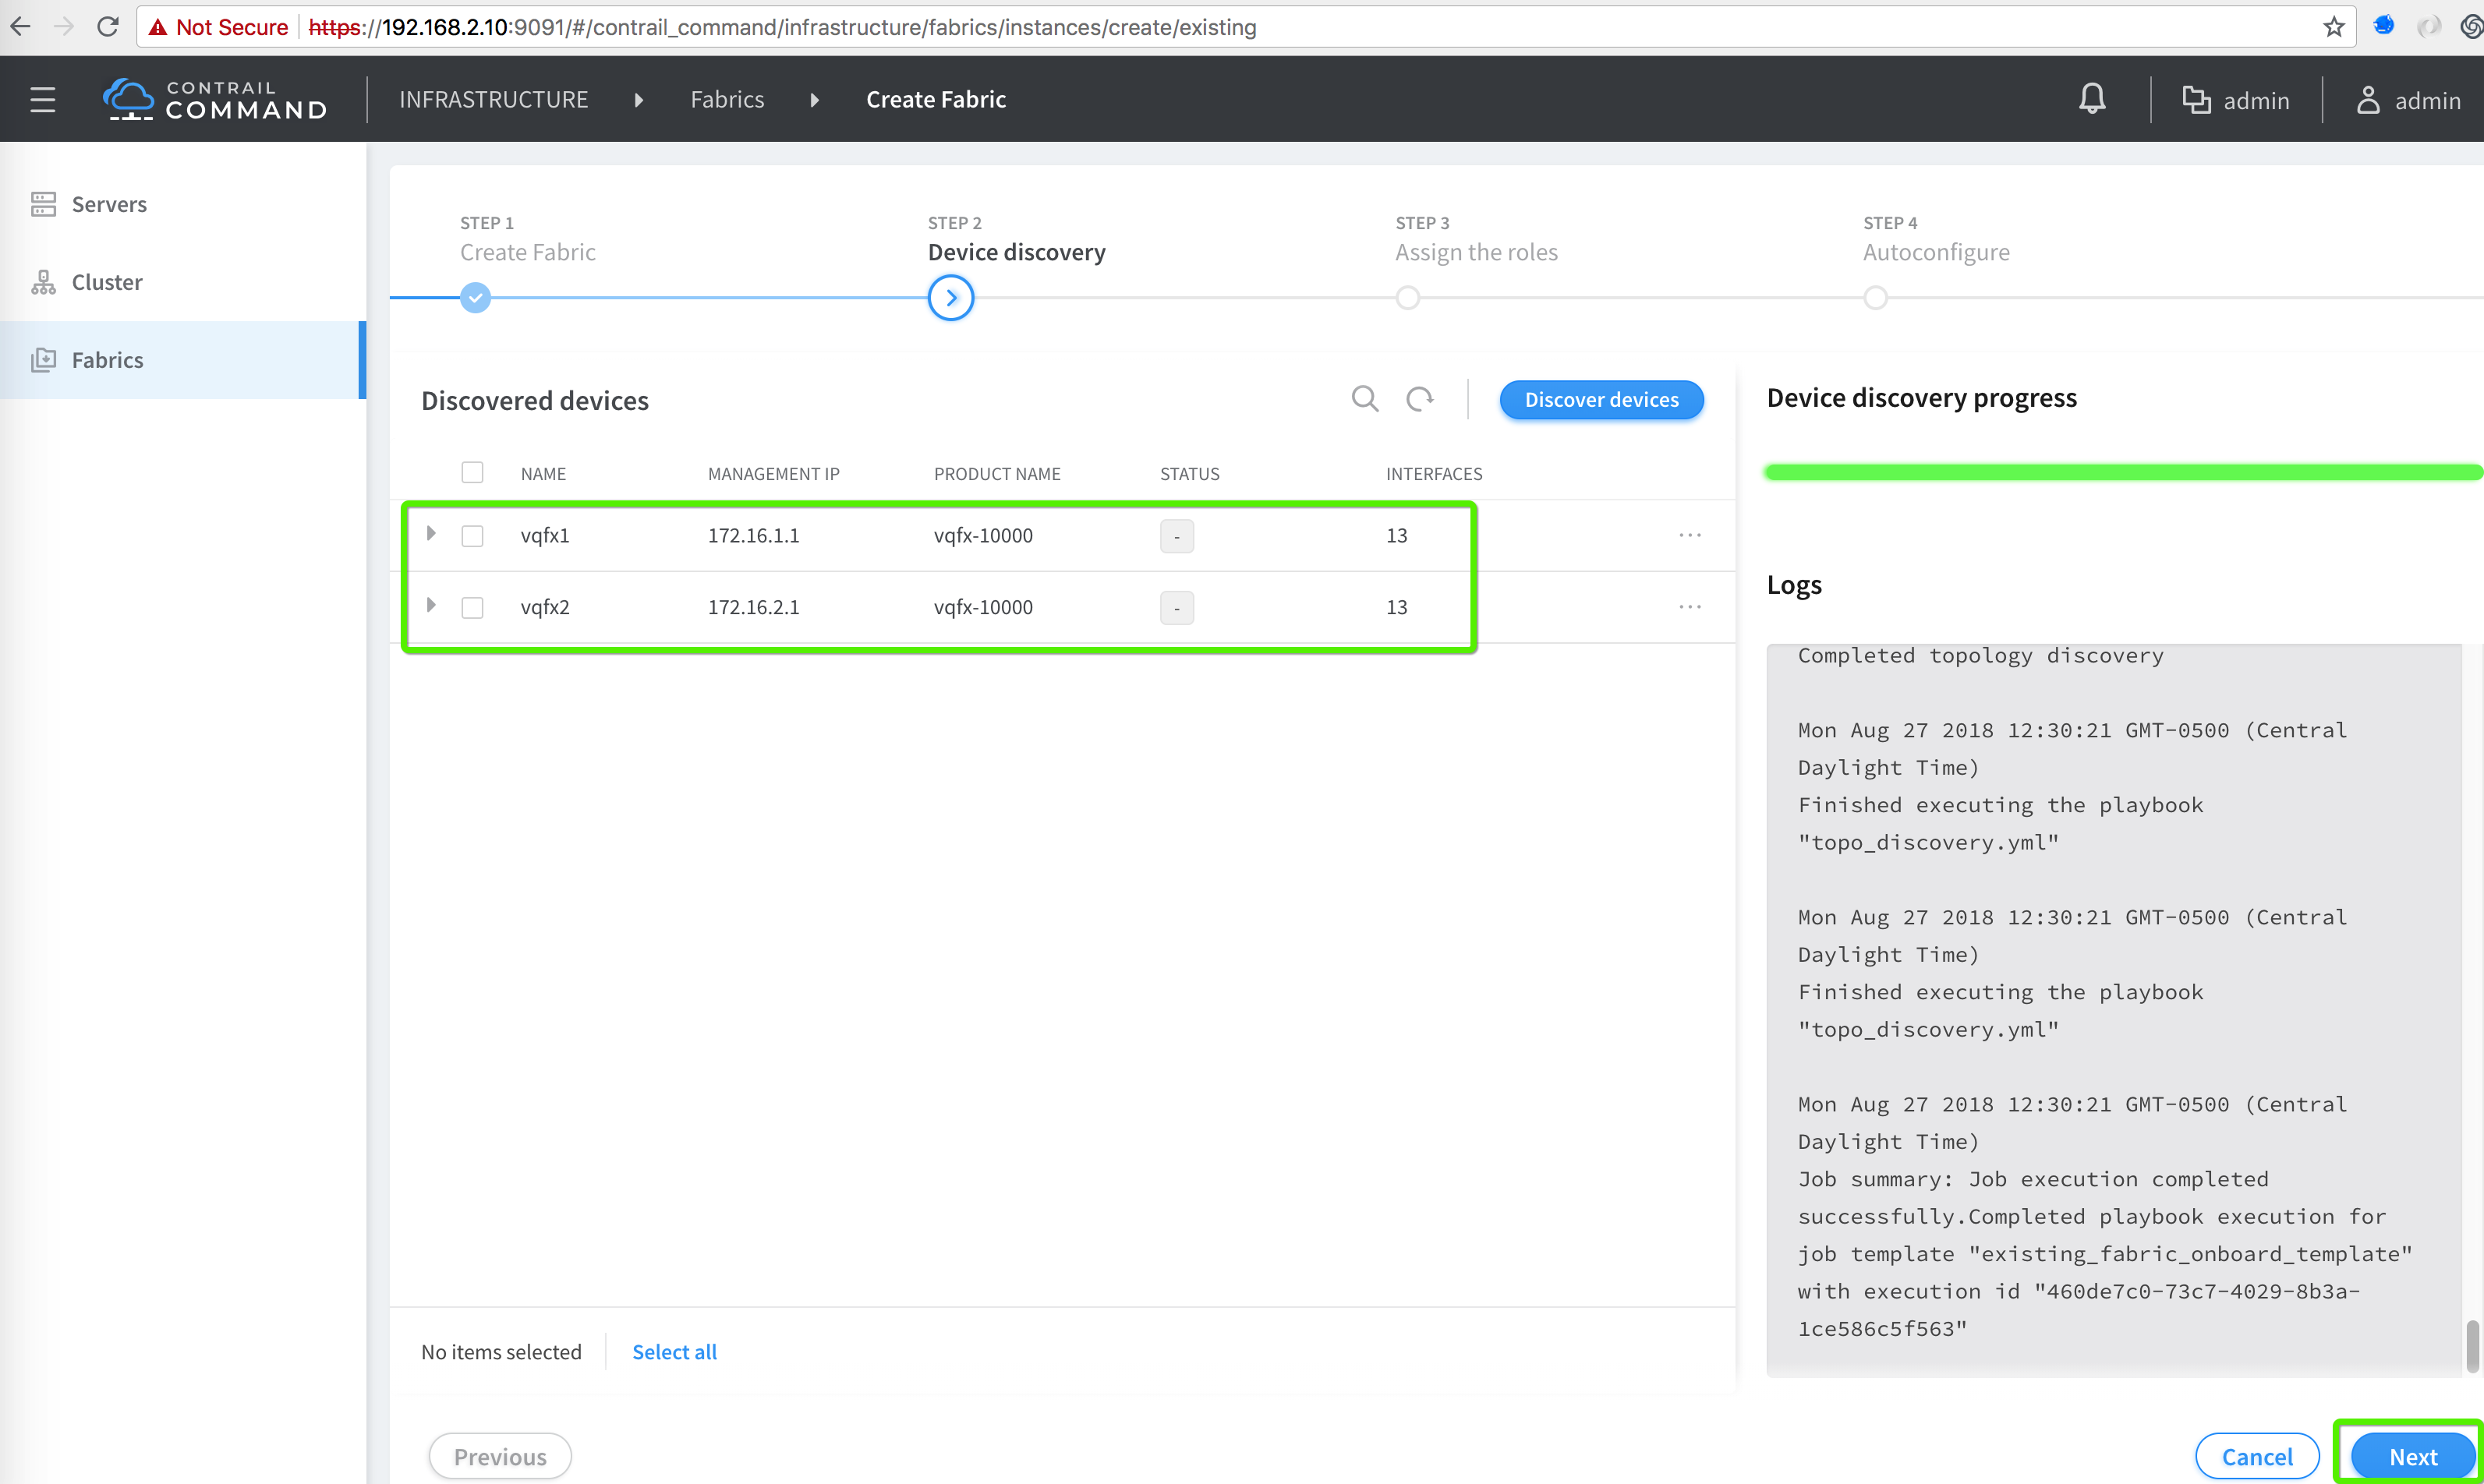 Not Secure | https://192.168.2.10:9091/#/contrail_command/infrastructure/fabrics/instances/create/existing
CONTRAIL COMMAND
INFRASTRUCTURE
Fabrics
Create Fabric
admin
admin
Servers
Cluster
Fabrics
STEP 1
Create Fabric
STEP 2
Device discovery
STEP 3
Assign the roles
STEP 4
Autoconfigure
Discovered devices
Discover devices
NAME MANAGEMENT IP PRODUCT NAME STATUS INTERFACES
vqfx1 172.16.1.1 vqfx-10000 - 13 ...
vqfx2 172.16.2.1 vqfx-10000 - 13 ...
No items selected
Select all
Device discovery progress
Logs
Completed topology discovery
Mon Aug 27 2018 12:30:21 GMT-0500 (Central
Daylight Time)
Finished executing the playbook
"topo_discovery.yml"
Mon Aug 27 2018 12:30:21 GMT-0500 (Central
Daylight Time)
Finished executing the playbook
"topo_discovery.yml"
Mon Aug 27 2018 12:30:21 GMT-0500 (Central
Daylight Time)
Job summary: Job execution completed
successfully.Completed playbook execution for
job template "existing_fabric_onboard_template"
with execution id "460de7c0-73c7-4029-8b3a-
1ce586c5f563"
Previous
Cancel
Next